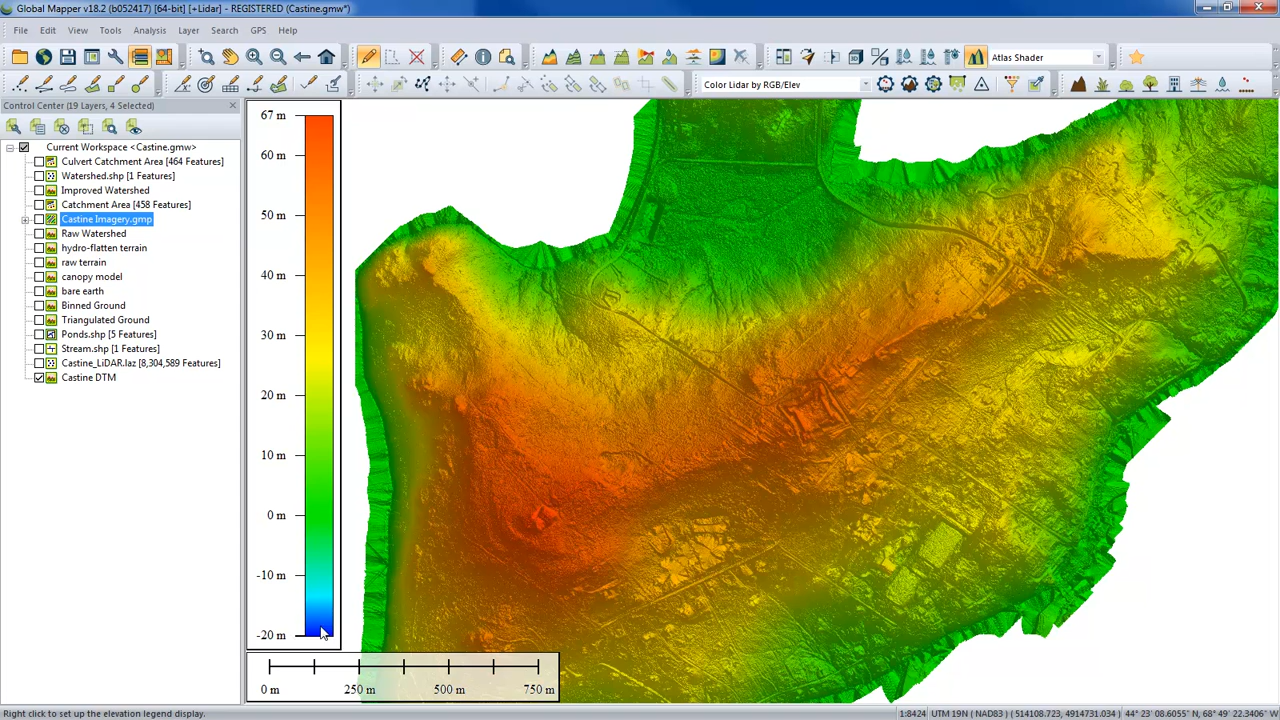 Global Mapper v18.2 (b052417) [64-bit] [+Lidar] - REGISTERED (Castine.gmw*)
File Edit View Tools Analysis Layer Search GPS Help
Atlas Shader
Color Lidar by RGB/Elev
Control Center (19 Layers, 4 Selected)
Current Workspace <Castine.gmw>
Culvert Catchment Area [464 Features]
Watershed.shp [1 Features]
Improved Watershed
Catchment Area [458 Features]
Castine Imagery.gmp
Raw Watershed
hydro-flatten terrain
raw terrain
canopy model
bare earth
Binned Ground
Triangulated Ground
Ponds.shp [5 Features]
Stream.shp [1 Features]
Castine_LiDAR.laz [8,304,589 Features]
Castine DTM
67 m
60 m
50 m
40 m
30 m
20 m
10 m
0 m
-10 m
-20 m
0 m 250 m 500 m 750 m
Right click to set up the elevation legend display.
1:8424 UTM 19N ( NAD83 ) ( 514108.723, 4914731.034 ) 44° 23' 08.6055" N, 68° 49' 22.3406" W